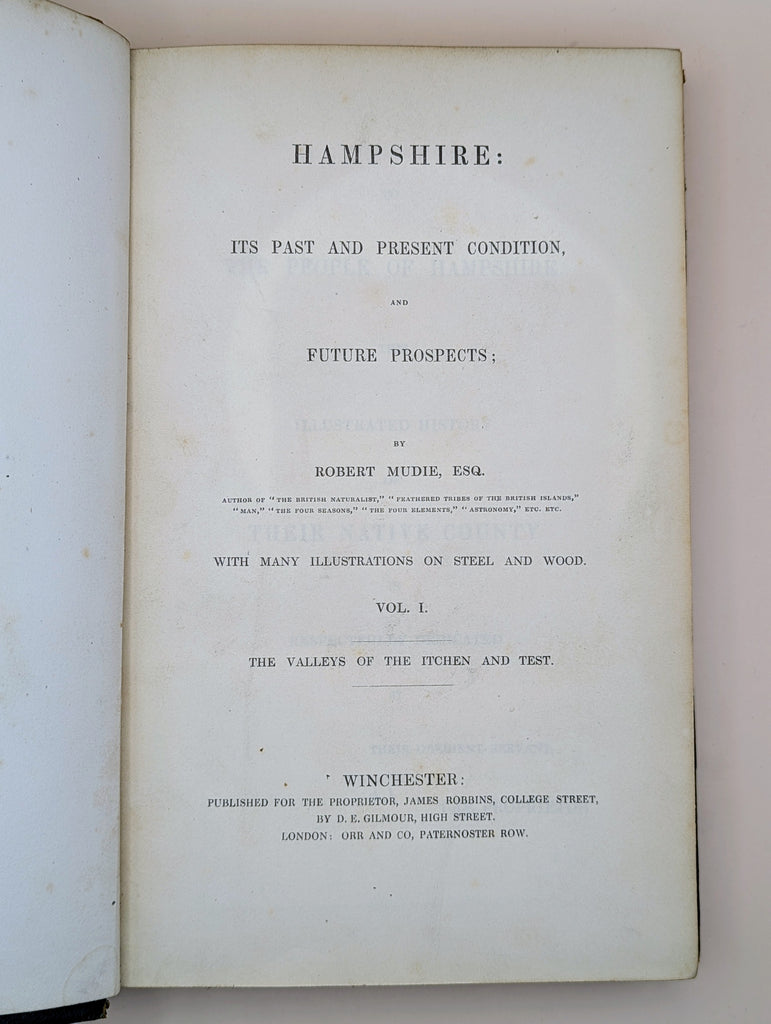 HAMPSHIRE:
ITS PAST AND PRESENT CONDITION,
AND
FUTURE PROSPECTS;
BY
ROBERT MUDIE, ESQ.
AUTHOR OF "THE BRITISH NATURALIST," "FEATHERED TRIBES OF THE BRITISH ISLANDS,"
"MAN," "THE FOUR SEASONS," "THE FOUR ELEMENTS," "ASTRONOMY," ETC. ETC.
WITH MANY ILLUSTRATIONS ON STEEL AND WOOD.
VOL. I.
THE VALLEYS OF THE ITCHEN AND TEST.
WINCHESTER:
PUBLISHED FOR THE PROPRIETOR, JAMES ROBBINS, COLLEGE STREET,
BY D. E. GILMOUR, HIGH STREET.
LONDON: ORR AND CO, PATERNOSTER ROW.